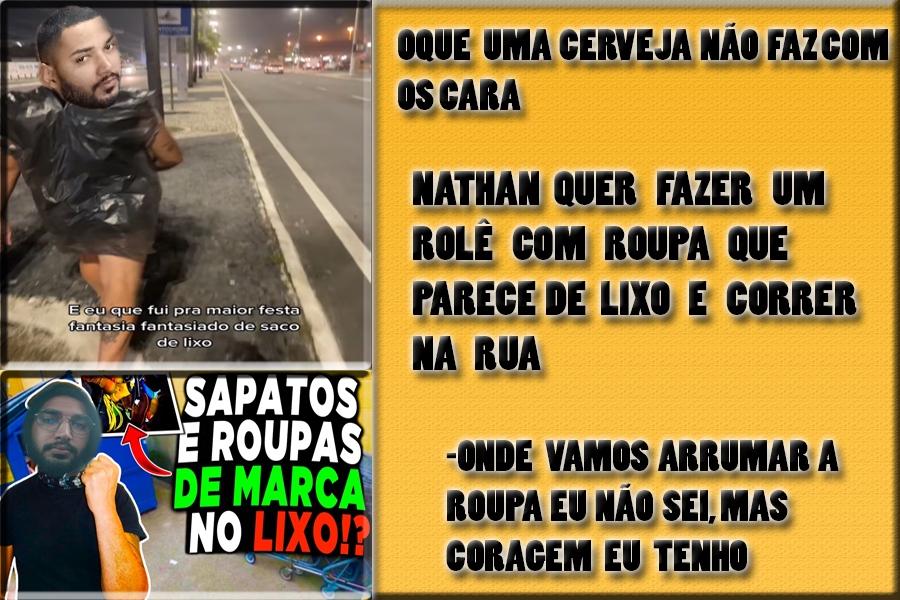 E eu que fui pra maior festa
fantasia fantasiado de saco
de lixo
SAPATOS
E ROUPAS
DE MARCA
NO LIXO!?
OQUE UMA CERVEJA NÃO FAZ COM
OS CARA
NATHAN QUER FAZER UM
ROLÊ COM ROUPA QUE
PARECE DE LIXO E CORRER
NA RUA
-ONDE VAMOS ARRUMAR A
ROUPA EU NÃO SEI, MAS
CORAGEM EU TENHO